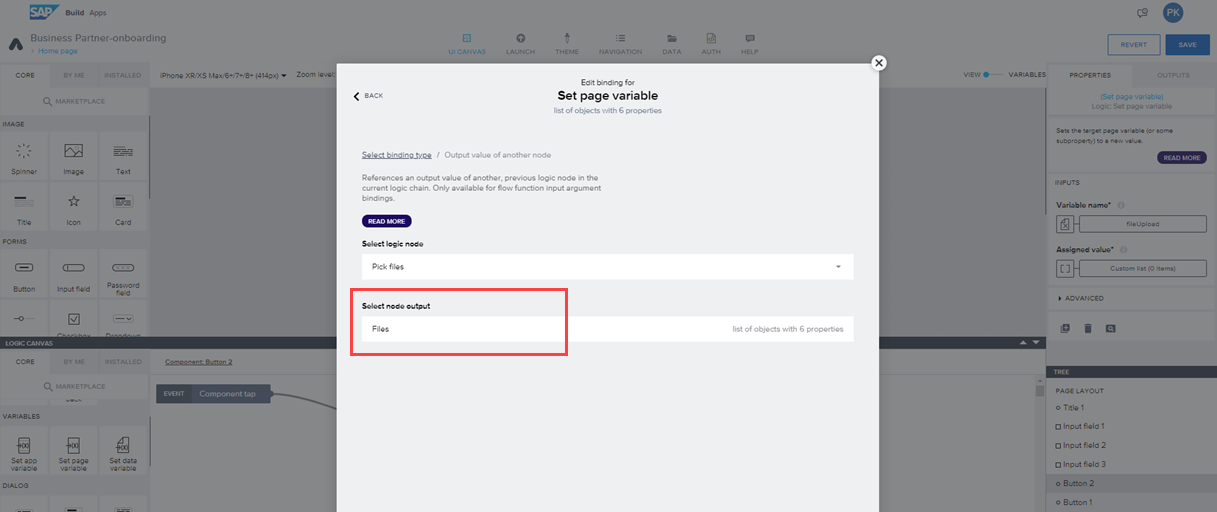 SAP Build Apps
PK
Business Partner-onboarding
Home page
UI CANVAS LAUNCH THEME NAVIGATION DATA AUTH HELP
REVERT SAVE
CORE BY ME INSTALLED
iPhone XR/XS Max/6+/7+/8+ (414px) Zoom level:
VIEW VARIABLES
PROPERTIES OUTPUTS
MARKETPLACE
IMAGE
Spinner Image Text
Title Icon Card
FORMS
Button Input field Password field
Checkbox Dropdown
Edit binding for
Set page variable
list of objects with 6 properties
BACK
Select binding type / Output value of another node
References an output value of another, previous logic node in the
current logic chain. Only available for flow function input argument
bindings.
READ MORE
Select logic node
Pick files
Select node output
Files list of objects with 6 properties
(Set page variable)
Logic: Set page variable
Sets the target page variable (or some
subproperty) to a new value.
READ MORE
INPUTS
Variable name*
fileUpload
Assigned value*
Custom list (0 items)
ADVANCED
LOGIC CANVAS
CORE BY ME INSTALLED
Component: Button 2
MARKETPLACE
EVENT Component tap
VARIABLES
Set app variable Set page variable Set data variable
DIALOG
TREE
PAGE LAYOUT
Title 1
Input field 1
Input field 2
Input field 3
Button 2
Button 1